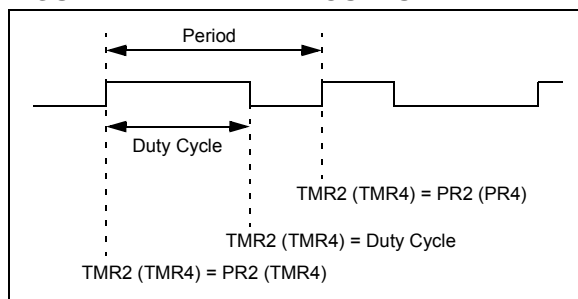 Period
Duty Cycle
TMR2 (TMR4) = PR2 (PR4)
TMR2 (TMR4) = Duty Cycle
TMR2 (TMR4) = PR2 (TMR4)